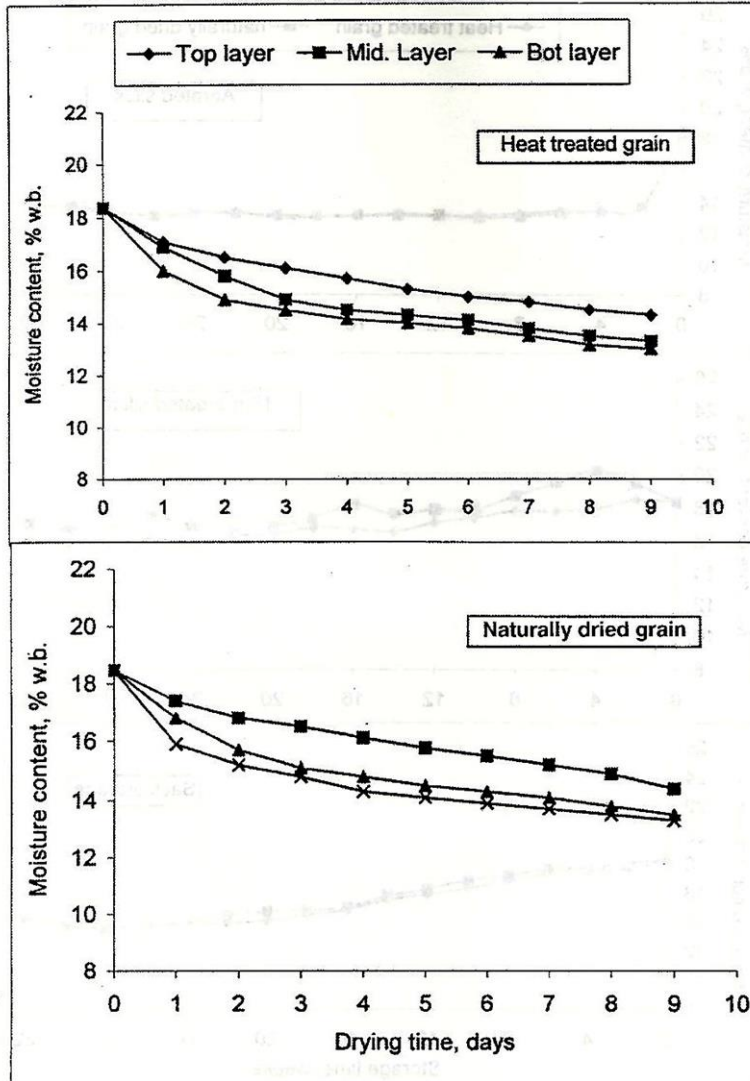 Top layer Mid. Layer Bot layer
Heat treated grain
Moisture content, % w.b.
22
20
18
16
14
12
10
8
0 1 2 3 4 5 6 7 8 9 10
Naturally dried grain
Moisture content, % w.b.
22
20
18
16
14
12
10
8
0 1 2 3 4 5 6 7 8 9 10
Drying time, days